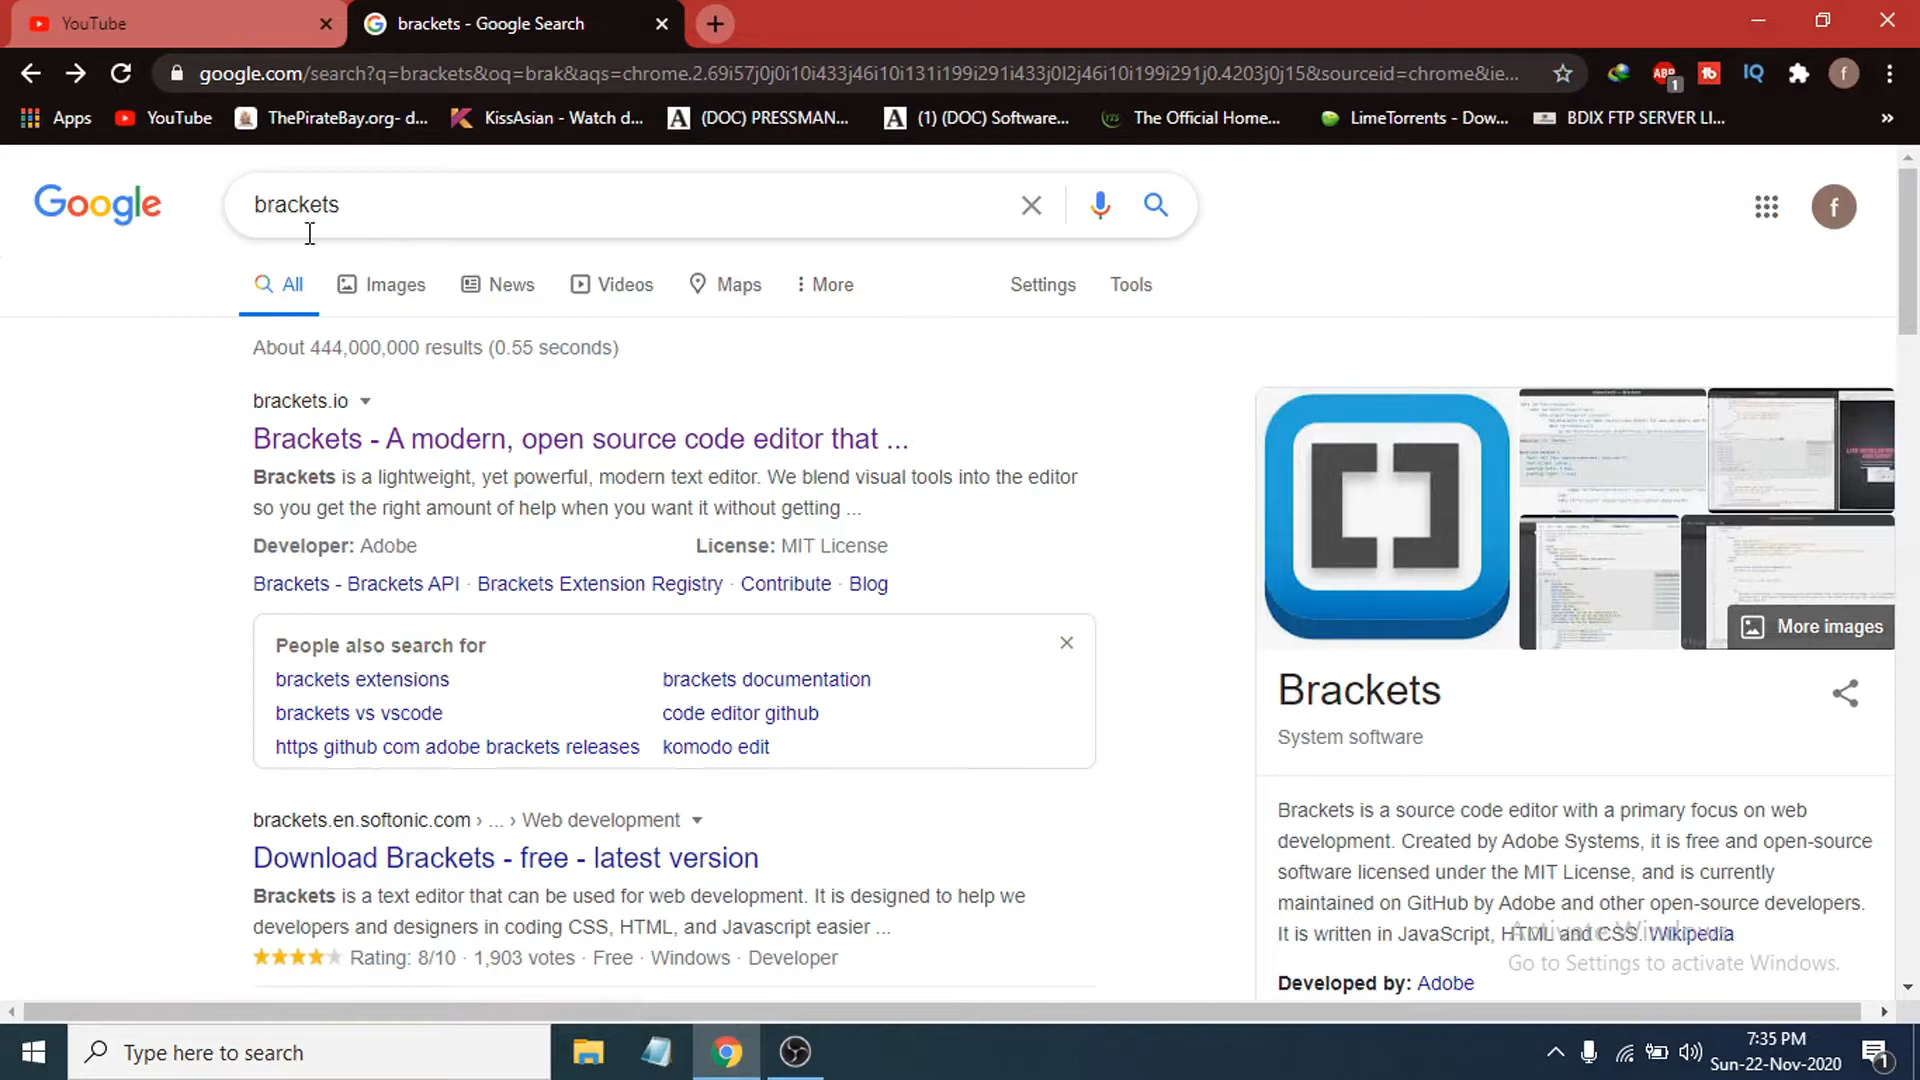 YouTube
brackets - Google Search
google.com/search?q=brackets&oq=brak&aqs=chrome.2.69i57j0j0i10i433j46i10i131i199i291i433j0l2j46i10i199i291j0.4203j0j15&sourceid=chrome&ie...
ABP 1
IQ
f
Apps
YouTube
ThePirateBay.org- d...
KissAsian - Watch d...
(DOC) PRESSMAN...
(1) (DOC) Software...
The Official Home...
LimeTorrents - Dow...
BDIX FTP SERVER LI...
»
Google
brackets
f
All
Images
News
Videos
Maps
More
Settings
Tools
About 444,000,000 results (0.55 seconds)
brackets.io
Brackets - A modern, open source code editor that ...
Brackets is a lightweight, yet powerful, modern text editor. We blend visual tools into the editor
so you get the right amount of help when you want it without getting ...
Developer: Adobe
License: MIT License
Brackets - Brackets API · Brackets Extension Registry · Contribute · Blog
People also search for
brackets extensions
brackets documentation
brackets vs vscode
code editor github
https github com adobe brackets releases
komodo edit
brackets.en.softonic.com › ... › Web development
Download Brackets - free - latest version
Brackets is a text editor that can be used for web development. It is designed to help we
developers and designers in coding CSS, HTML, and Javascript easier ...
Rating: 8/10 · 1,903 votes · Free · Windows · Developer
More images
Brackets
System software
Brackets is a source code editor with a primary focus on web
development. Created by Adobe Systems, it is free and open-source
software licensed under the MIT License, and is currently
maintained on GitHub by Adobe and other open-source developers.
It is written in JavaScript, HTML and CSS. Wikipedia
Activate Windows
Go to Settings to activate Windows.
Developed by: Adobe
Type here to search
7:35 PM
Sun-22-Nov-2020
1